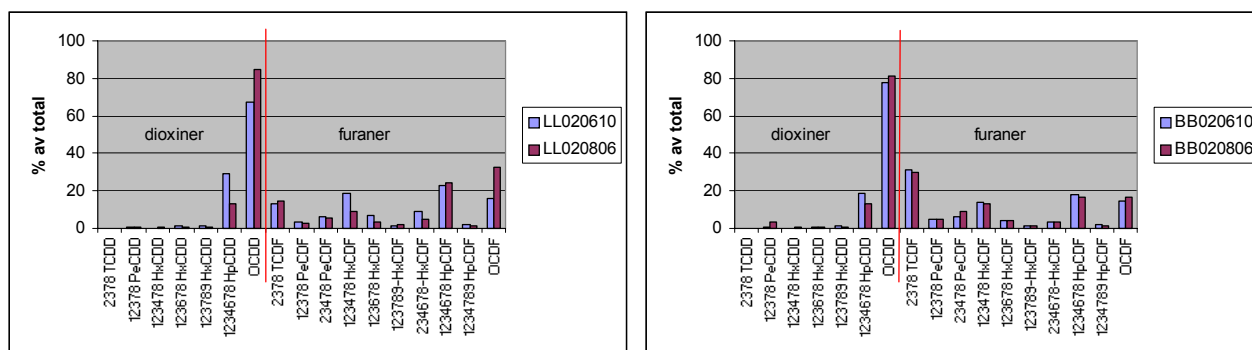 100
80
60
40
20
0
% av total
dioxiner
furaner
2378 TCDD
12378 PeCDD
123478 HxCDD
123678 HxCDD
123789 HxCDD
1234678 HpCDD
OCDD
2378 TCDF
12378 PeCDF
23478 PeCDF
123478 HxCDF
123678 HxCDF
123789-HxCDF
234678-HxCDF
1234678 HpCDF
1234789 HpCDF
OCDF
LL020610
LL020806
100
80
60
40
20
0
% av total
dioxiner
furaner
2378 TCDD
12378 PeCDD
123478 HxCDD
123678 HxCDD
123789 HxCDD
1234678 HpCDD
OCDD
2378 TCDF
12378 PeCDF
23478 PeCDF
123478 HxCDF
123678 HxCDF
123789-HxCDF
234678-HxCDF
1234678 HpCDF
1234789 HpCDF
OCDF
BB020610
BB020806